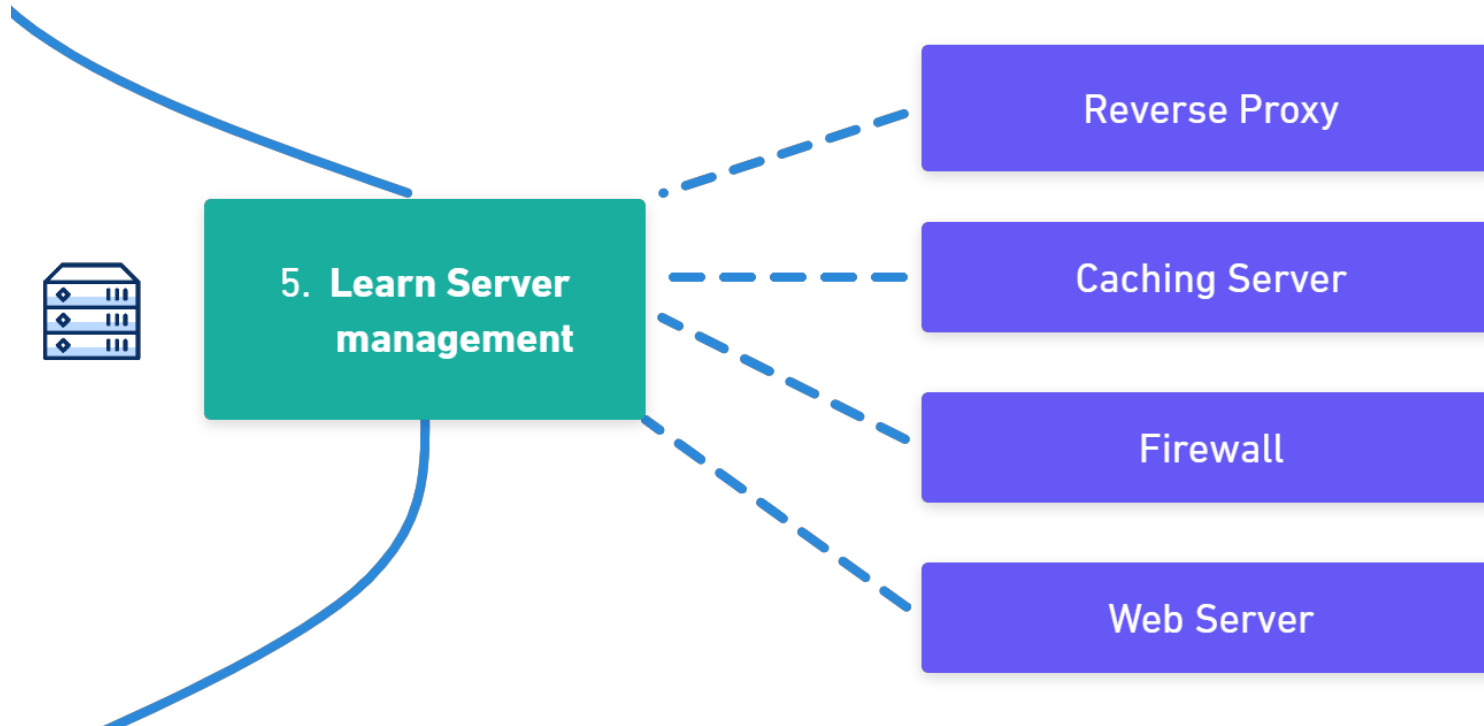 5. Learn Server
management
Reverse Proxy
Caching Server
Firewall
Web Server